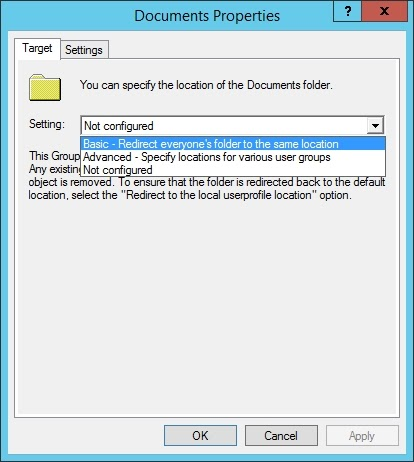 Documents Properties
? x
Target Settings
You can specify the location of the Documents folder.
Setting: Not configured
Basic - Redirect everyone's folder to the same location
This Group Advanced - Specify locations for various user groups
Any existing Not configured
object is removed. To ensure that the folder is redirected back to the default
location, select the "Redirect to the local userprofile location" option.
OK Cancel Apply